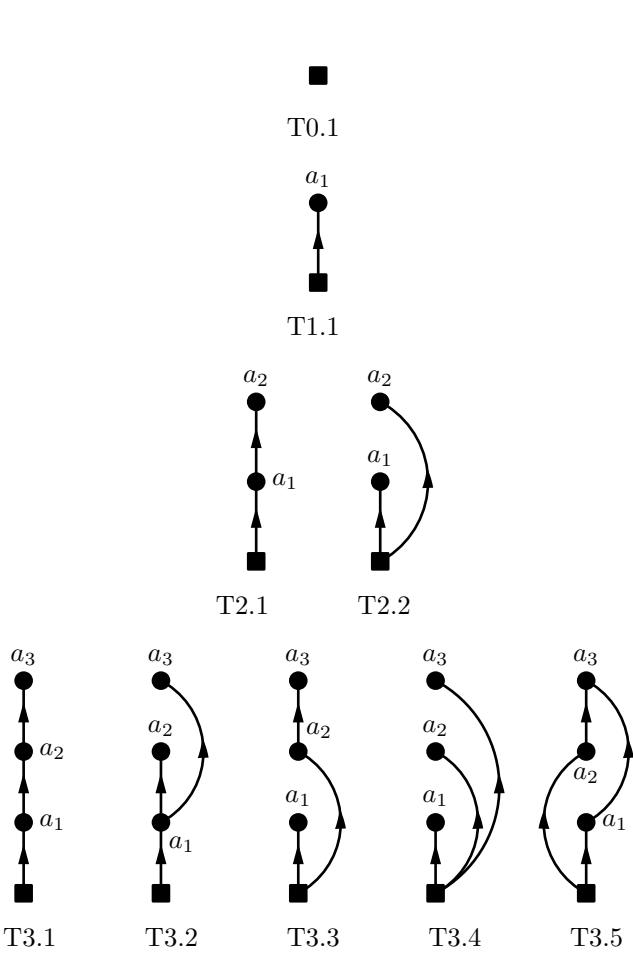 T0.1
a₁
T1.1
a₂ a₂
a₁ a₁
T2.1 T2.2
a₃ a₃ a₃ a₃ a₃
a₂ a₂ a₂ a₂ a₂
a₁ a₁ a₁ a₁ a₁
T3.1 T3.2 T3.3 T3.4 T3.5